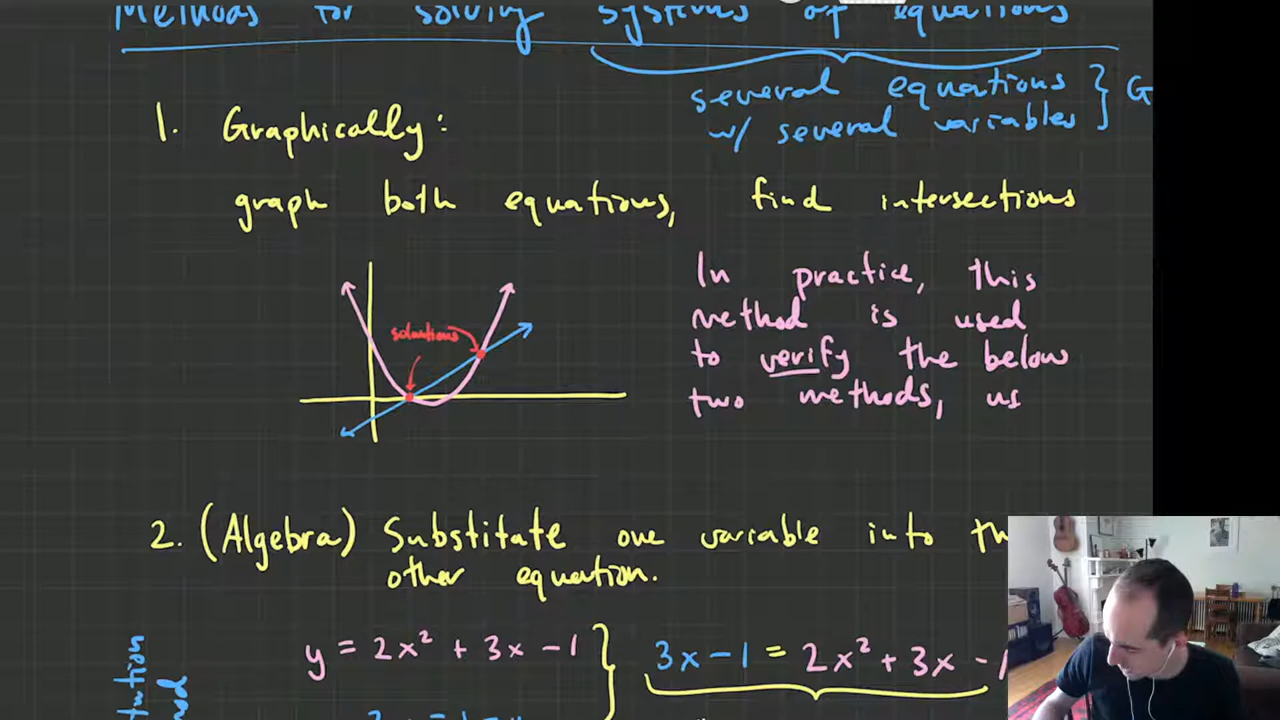 Methods for solving systems of equations
several equations
w/ several variables } G
1. Graphically:
graph both equations, find intersections
solutions
In practice, this
method is used
to verify the below
two methods, us
2. (Algebra) Substitute one variable into th
other equation.
y = 2x² + 3x - 1
3x - 1 = 2x² + 3x - 1